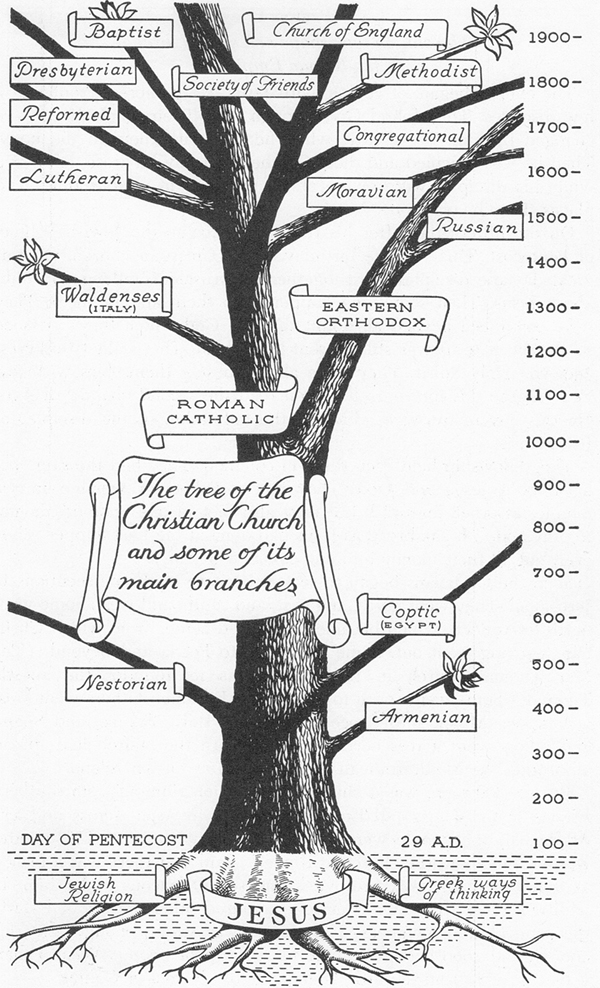 Baptist
Church of England
1900-
Presbyterian
Society of Friends
Methodist
1800-
Reformed
Congregational
1700-
Lutheran
Moravian
1600-
Russian
1500-
1400-
Waldenses
(ITALY)
EASTERN
ORTHODOX
1300-
1200-
ROMAN
CATHOLIC
1100-
1000-
The tree of the
Christian Church
and some of its
main branches
900-
800-
700-
Coptic
(EGYPT)
600-
Nestorian
500-
Armenian
400-
300-
200-
DAY OF PENTECOST
29 A.D.
100-
Jewish
Religion
JESUS
Greek ways
of thinking